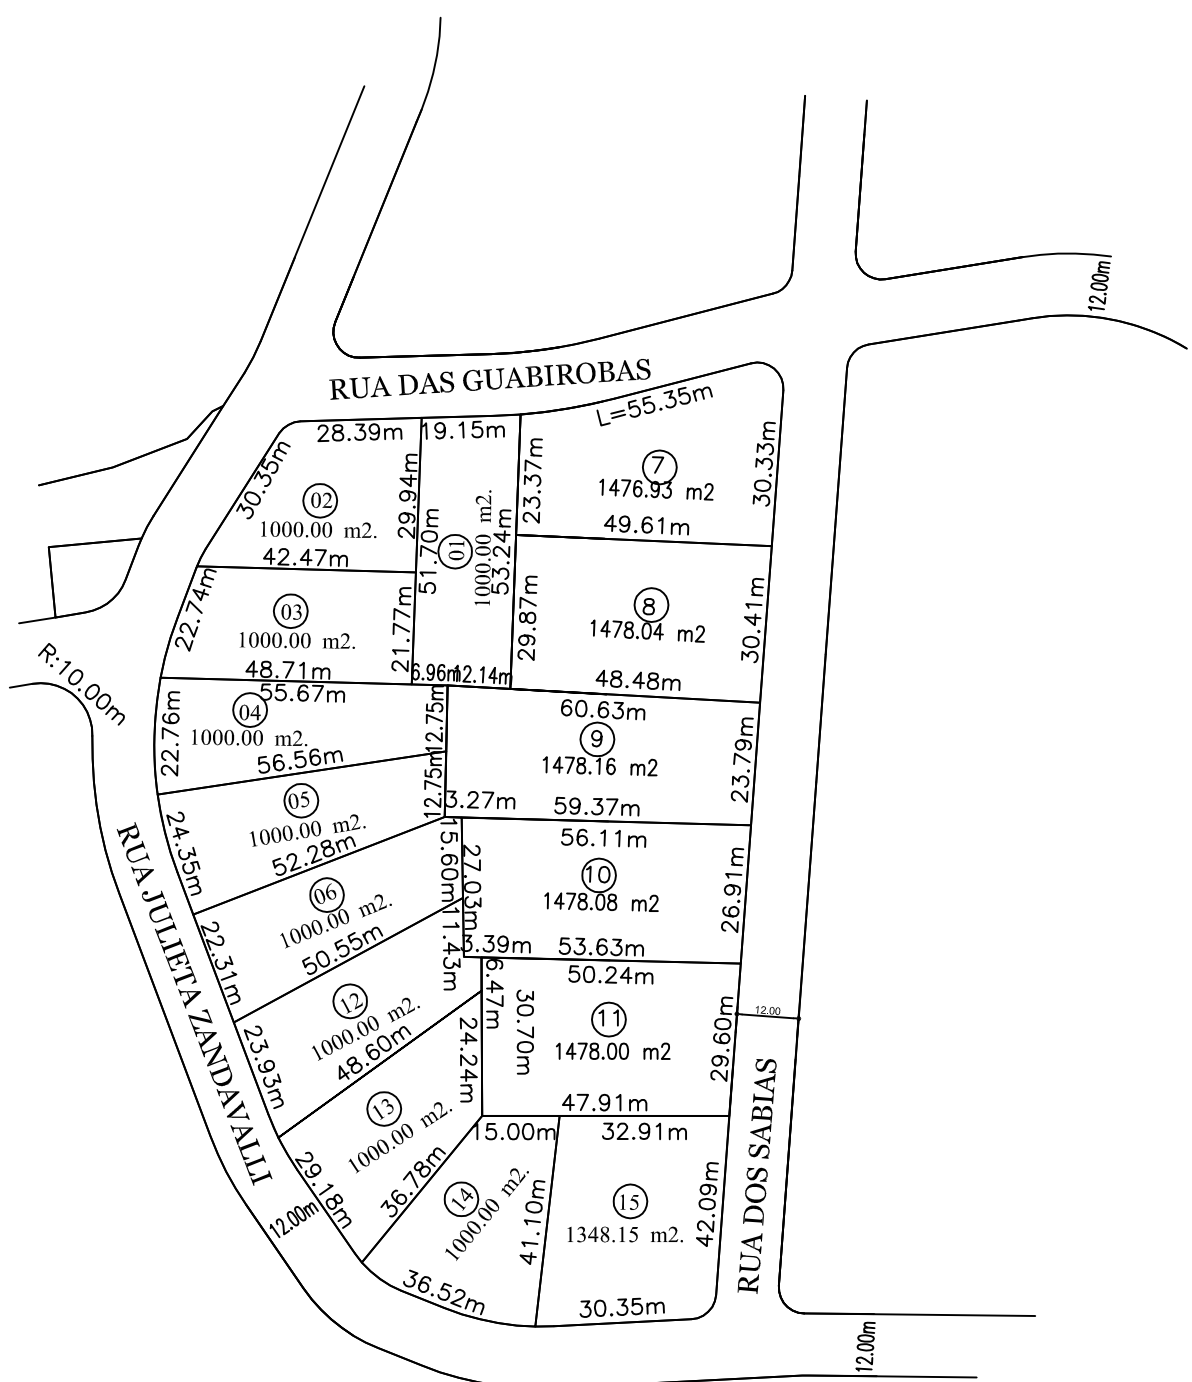 12.00m
RUA DAS GUABIROBAS
L=55.35m
28.39m
19.15m
30.35m
02
1000.00 m2.
29.94m
42.47m
51.70m
01
1000.00 m2.
53.24m
23.37m
7
1476.93 m2
30.33m
49.61m
22.74m
03
1000.00 m2.
21.77m
48.71m
6.96m
12.14m
29.87m
8
1478.04 m2
30.41m
48.48m
R:10.00m
55.67m
04
1000.00 m2.
22.76m
56.56m
12.75m
60.63m
9
1478.16 m2
23.79m
3.27m
59.37m
24.35m
05
1000.00 m2.
52.28m
12.75m
56.11m
10
1478.08 m2
26.91m
15.60m
27.03m
3.39m
53.63m
RUA JULIETA ZANDAVALLI
22.31m
06
1000.00 m2.
50.55m
11.43m
6.47m
50.24m
11
1478.00 m2
30.70m
29.60m
12.00
47.91m
23.93m
12
1000.00 m2.
48.60m
24.24m
13
1000.00 m2.
29.18m
36.78m
12.00m
15.00m
32.91m
14
1000.00 m2.
41.10m
36.52m
15
1348.15 m2.
42.09m
30.35m
RUA DOS SABIAS
12.00m